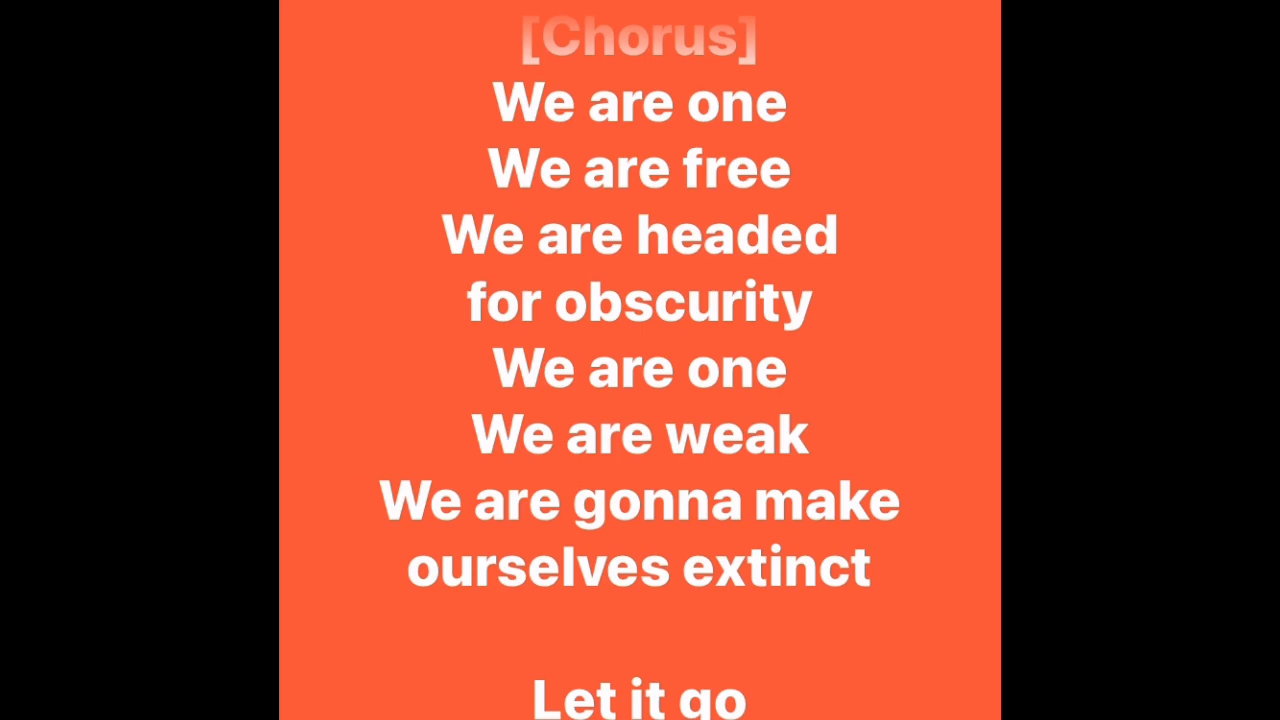 [Chorus]
We are one
We are free
We are headed
for obscurity
We are one
We are weak
We are gonna make
ourselves extinct
Let it go